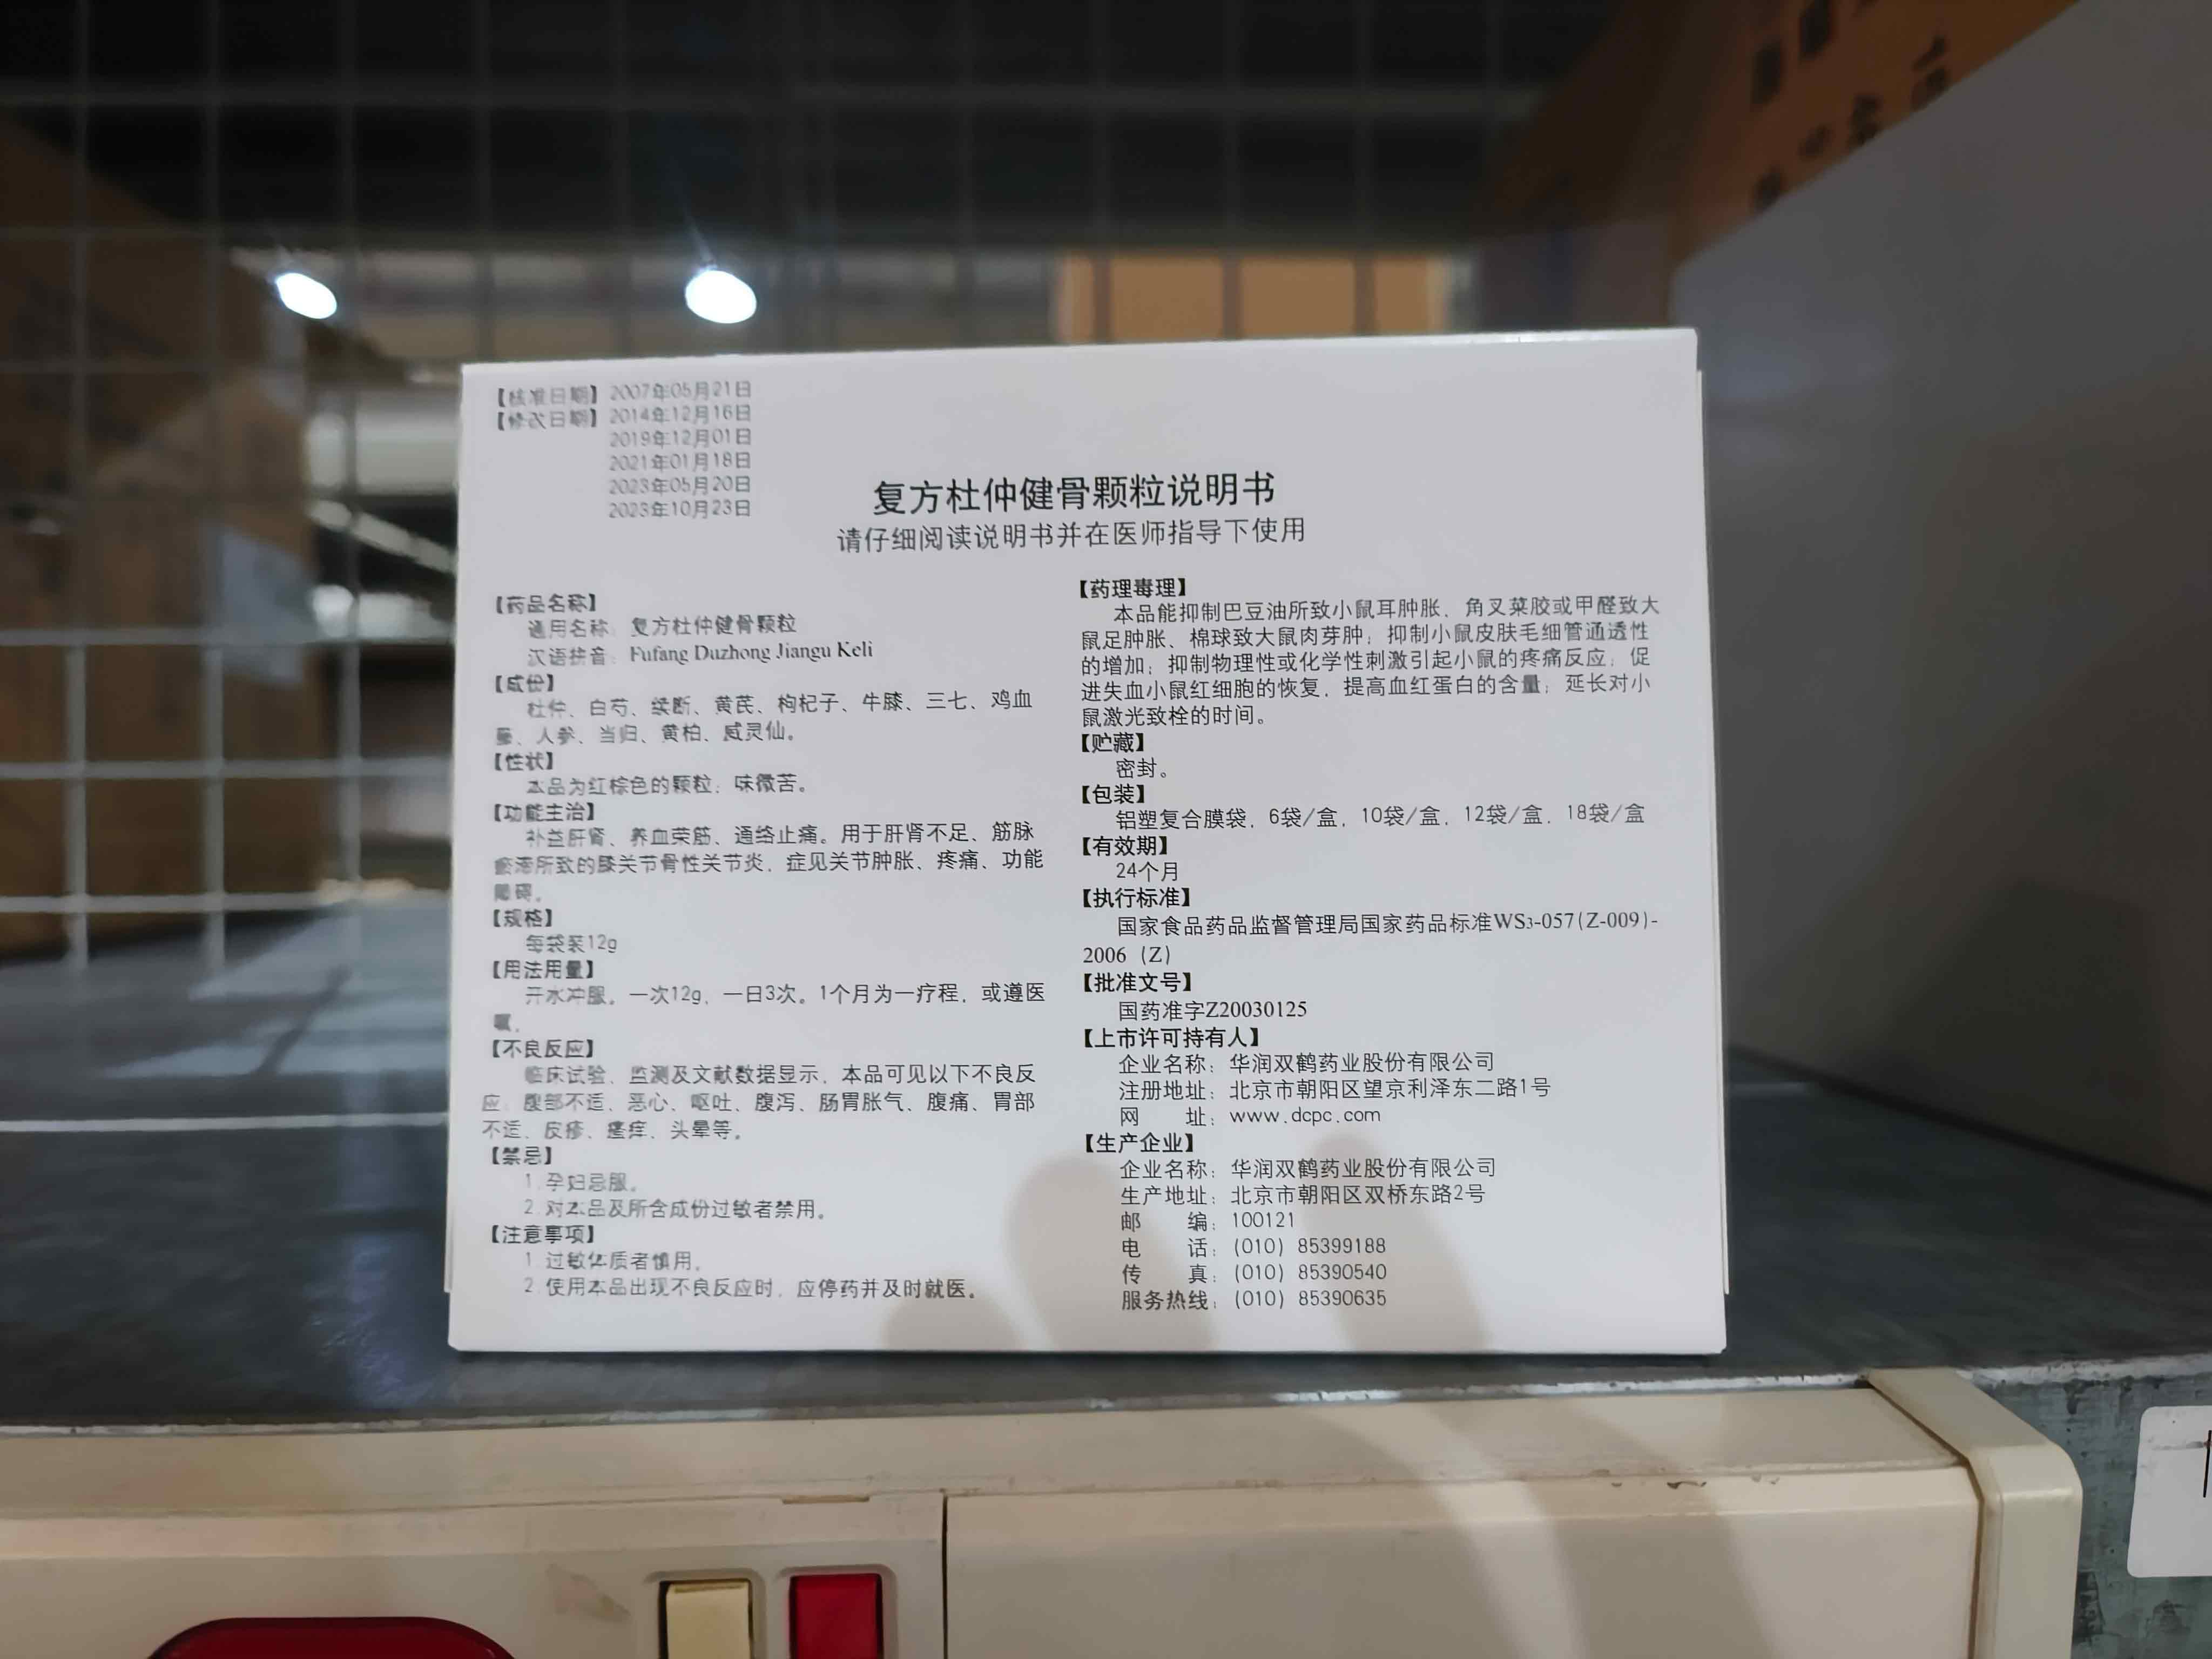 【核准日期】2007年05月21日
【修改日期】2014年12月16日
2019年12月01日
2021年01月18日
2023年05月20日
2023年10月23日
复方杜仲健骨颗粒说明书
请仔细阅读说明书并在医师指导下使用
【药品名称】
通用名称：复方杜仲健骨颗粒
汉语拼音：Fufang Duzhong Jiangu Keli
【成份】
杜仲、白芍、续断、黄芪、枸杞子、牛膝、三七、鸡血
藤、人参、当归、黄柏、威灵仙。
【性状】
本品为红棕色的颗粒；味微苦。
【功能主治】
补益肝肾、养血荣筋、通络止痛。用于肝肾不足、筋脉
瘀滞所致的膝关节骨性关节炎，症见关节肿胀、疼痛、功能
障碍。
【规格】
每袋装12g
【用法用量】
开水冲服。一次12g，一日3次。1个月为一疗程，或遵医
嘱。
【不良反应】
临床试验、监测及文献数据显示，本品可见以下不良反
应：腹部不适、恶心、呕吐、腹泻、肠胃胀气、腹痛、胃部
不适、皮疹、瘙痒、头晕等。
【禁忌】
1.孕妇忌服。
2.对本品及所含成份过敏者禁用。
【注意事项】
1.过敏体质者慎用。
2.使用本品出现不良反应时，应停药并及时就医。
【药理毒理】
本品能抑制巴豆油所致小鼠耳肿胀、角叉菜胶或甲醛致大
鼠足肿胀、棉球致大鼠肉芽肿；抑制小鼠皮肤毛细管通透性
的增加；抑制物理性或化学性刺激引起小鼠的疼痛反应；促
进失血小鼠红细胞的恢复，提高血红蛋白的含量；延长对小
鼠激光致栓的时间。
【贮藏】
密封。
【包装】
铝塑复合膜袋，6袋/盒，10袋/盒，12袋/盒，18袋/盒
【有效期】
24个月
【执行标准】
国家食品药品监督管理局国家药品标准WS3-057(Z-009)-
2006（Z）
【批准文号】
国药准字Z20030125
【上市许可持有人】
企业名称：华润双鹤药业股份有限公司
注册地址：北京市朝阳区望京利泽东二路1号
网 址：www.dcpc.com
【生产企业】
企业名称：华润双鹤药业股份有限公司
生产地址：北京市朝阳区双桥东路2号
邮 编：100121
电 话：(010) 85399188
传 真：(010) 85390540
服务热线：(010) 85390635